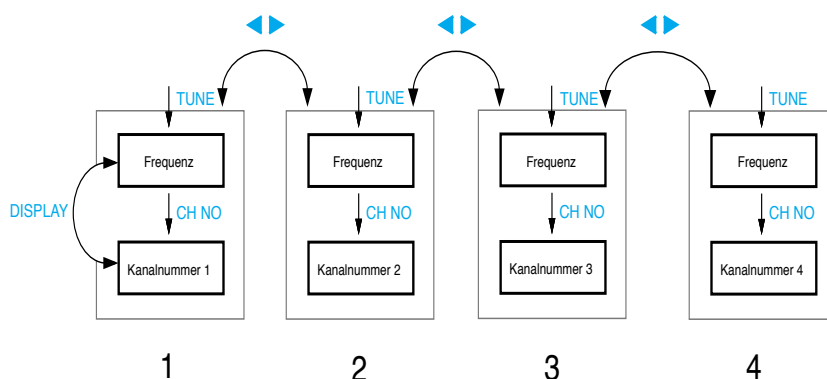 TUNE TUNE TUNE TUNE
Frequenz Frequenz Frequenz Frequenz
DISPLAY CH NO CH NO CH NO CH NO
Kanalnummer 1 Kanalnummer 2 Kanalnummer 3 Kanalnummer 4
1 2 3 4